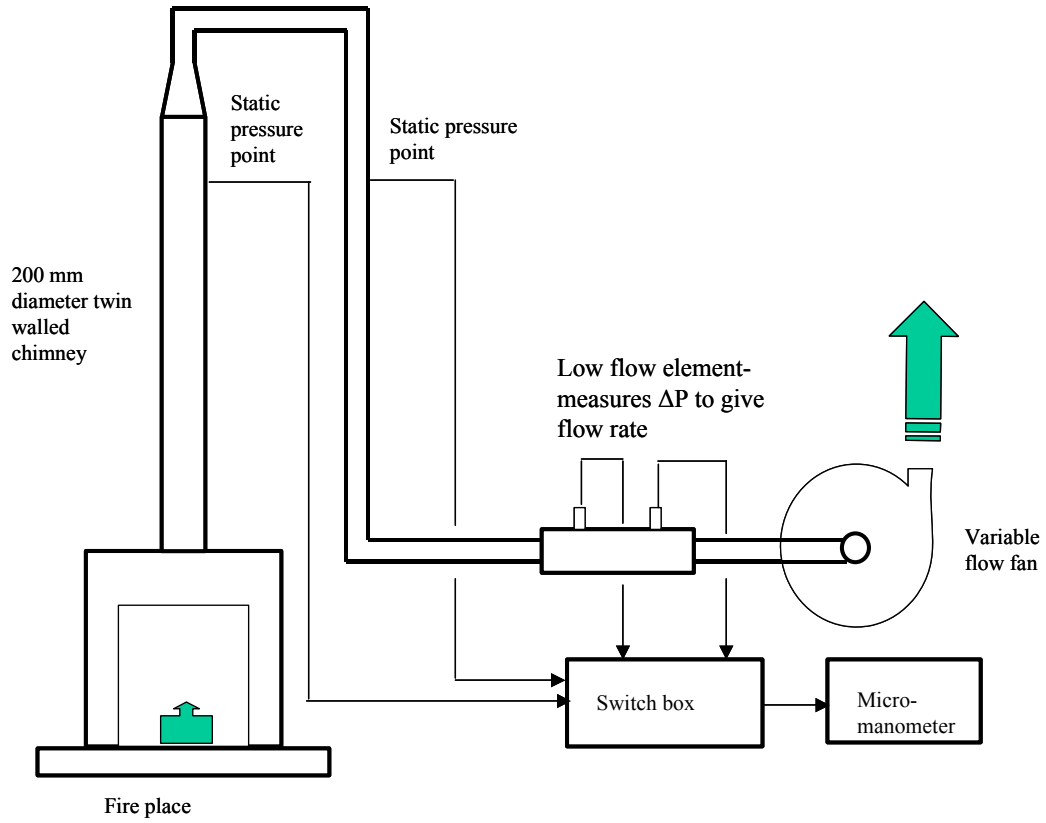 Static
pressure
point
Static pressure
point
200 mm
diameter twin
walled
chimney
Low flow element-
measures ΔP to give
flow rate
Variable
flow fan
Switch box
Micro-
manometer
Fire place